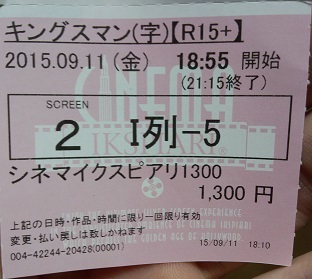 キングスマン(字)【R15+】
2015.09.11(金) 18:55 開始
(21:15終了)
SCREEN
2 I列-5
シネマイクスピアリ1300
1,300 円
上記の日時・作品・時間に限り一回限り有効
変更・払い戻しは致しかねます
004-42244-20428(00001) 15/09/11 18:10
CINEMA
IKSPIARI